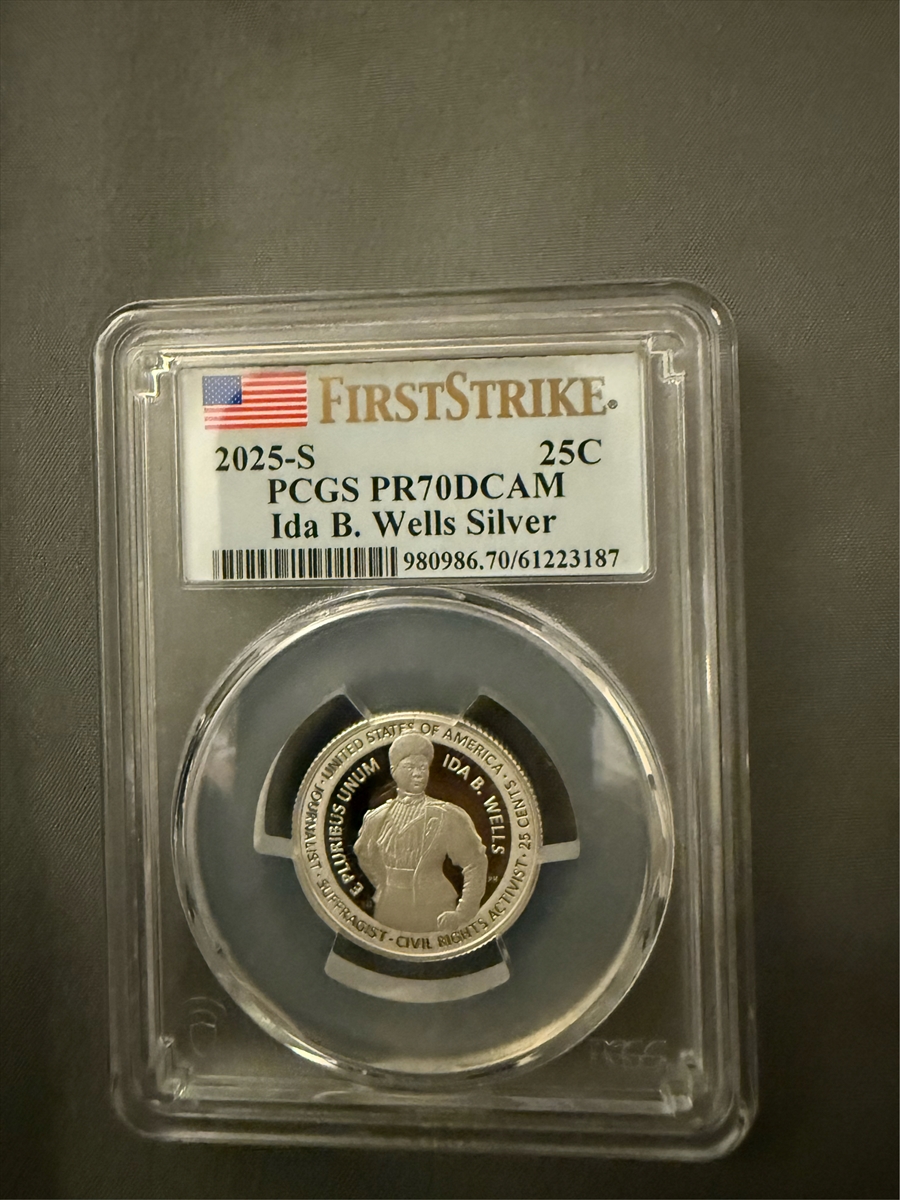 FIRSTSTRIKE®
2025-S 25C
PCGS PR70DCAM
Ida B. Wells Silver
980986.70/61223187
UNITED STATES OF AMERICA · 25 CENTS
JOURNALIST · SUFFRAGIST · CIVIL RIGHTS ACTIVIST
E PLURIBUS UNUM
IDA B. WELLS
PCGS